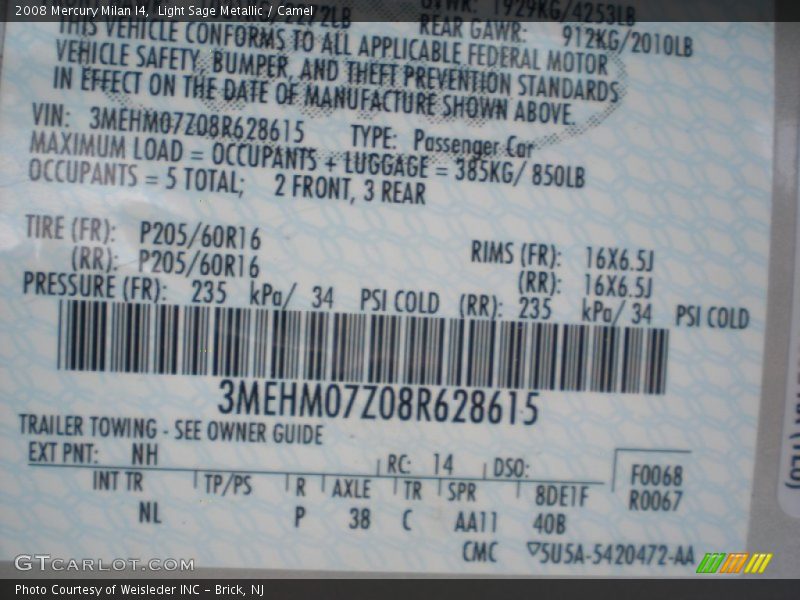 2008 Mercury Milan I4, Light Sage Metallic / Camel
GVWR: 1929KG/4253LB
REAR GAWR: 912KG/2010LB
THIS VEHICLE CONFORMS TO ALL APPLICABLE FEDERAL MOTOR
VEHICLE SAFETY, BUMPER, AND THEFT PREVENTION STANDARDS
IN EFFECT ON THE DATE OF MANUFACTURE SHOWN ABOVE.
VIN: 3MEHM07Z08R628615 TYPE: Passenger Car
MAXIMUM LOAD = OCCUPANTS + LUGGAGE = 385KG/ 850LB
OCCUPANTS = 5 TOTAL; 2 FRONT, 3 REAR
TIRE (FR): P205/60R16 RIMS (FR): 16X6.5J
(RR): P205/60R16 (RR): 16X6.5J
PRESSURE (FR): 235 kPa/ 34 PSI COLD (RR): 235 kPa/ 34 PSI COLD
3MEHM07Z08R628615
TRAILER TOWING - SEE OWNER GUIDE
EXT PNT: NH RC: 14 DSO: F0068
INT TR TP/PS R AXLE TR SPR 8DE1F R0067
NL P 38 C AA11 40B
CMC ▽5U5A-5420472-AA
GTCarLot.com
Photo Courtesy of Weisleder INC – Brick, NJ